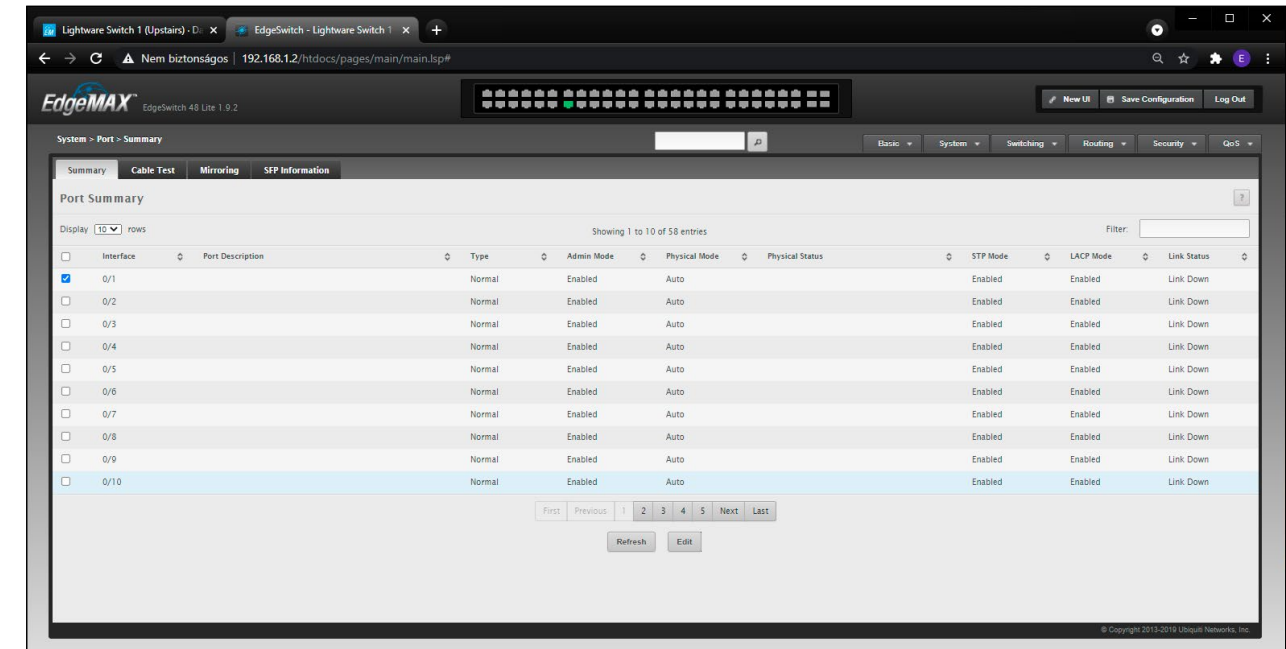 Lightware Switch 1 (Upstairs) - Da
EdgeSwitch - Lightware Switch 1
Nem biztonságos | 192.168.1.2/htdocs/pages/main/main.lsp#
E
EdgeMAX™ EdgeSwitch 48 Lite 1.9.2
New UI Save Configuration Log Out
System > Port > Summary
Basic System Switching Routing Security QoS
Summary Cable Test Mirroring SFP Information
Port Summary ?
Display 10 rows Showing 1 to 10 of 58 entries Filter:
Interface Port Description Type Admin Mode Physical Mode Physical Status STP Mode LACP Mode Link Status
0/1 Normal Enabled Auto Enabled Enabled Link Down
0/2 Normal Enabled Auto Enabled Enabled Link Down
0/3 Normal Enabled Auto Enabled Enabled Link Down
0/4 Normal Enabled Auto Enabled Enabled Link Down
0/5 Normal Enabled Auto Enabled Enabled Link Down
0/6 Normal Enabled Auto Enabled Enabled Link Down
0/7 Normal Enabled Auto Enabled Enabled Link Down
0/8 Normal Enabled Auto Enabled Enabled Link Down
0/9 Normal Enabled Auto Enabled Enabled Link Down
0/10 Normal Enabled Auto Enabled Enabled Link Down
First Previous 1 2 3 4 5 Next Last
Refresh Edit
© Copyright 2013-2019 Ubiquiti Networks, Inc.